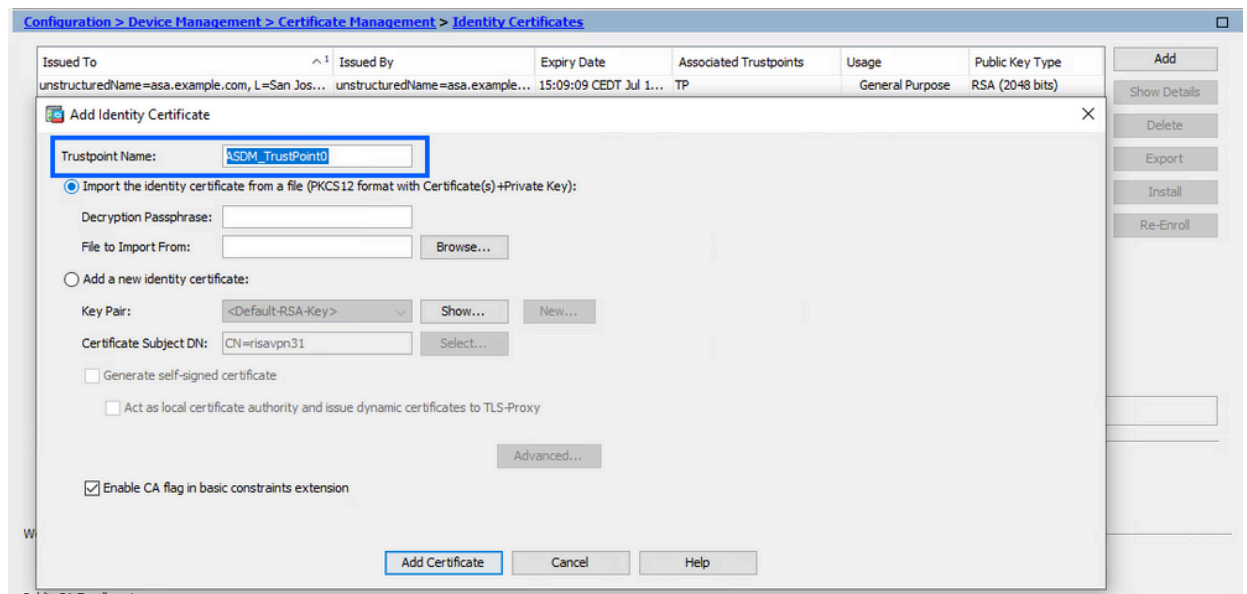 Configuration > Device Management > Certificate Management > Identity Certificates
Issued To 1 Issued By Expiry Date Associated Trustpoints Usage Public Key Type
unstructuredName=asa.example.com, L=San Jos... unstructuredName=asa.example... 15:09:09 CEDT Jul 1... TP General Purpose RSA (2048 bits)
Add
Show Details
Delete
Export
Install
Re-Enroll
Add Identity Certificate
Trustpoint Name: ASDM_TrustPoint0
Import the identity certificate from a file (PKCS12 format with Certificate(s)+Private Key):
Decryption Passphrase:
File to Import From: Browse...
Add a new identity certificate:
Key Pair: <Default-RSA-Key> Show... New...
Certificate Subject DN: CN=risavpn31 Select...
Generate self-signed certificate
Act as local certificate authority and issue dynamic certificates to TLS-Proxy
Advanced...
Enable CA flag in basic constraints extension
Add Certificate Cancel Help